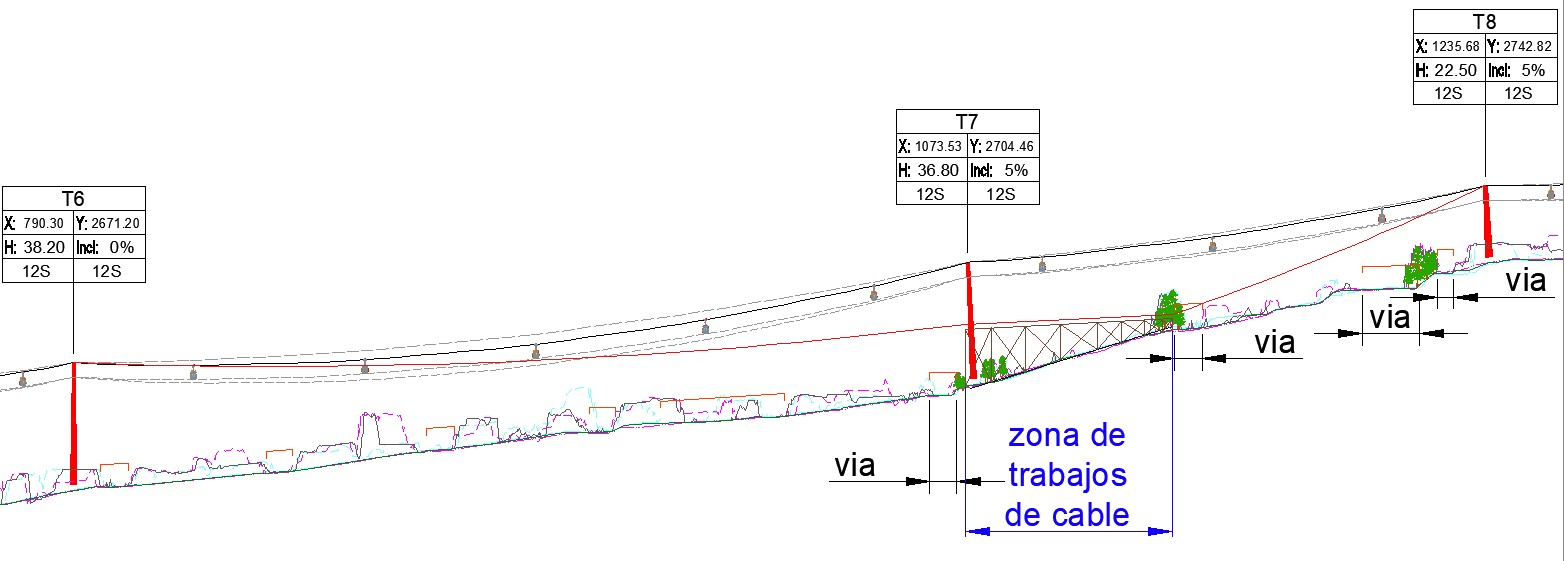 T6
X: 790.30 Y: 2671.20
H: 38.20 Incl: 0%
12S 12S
T7
X: 1073.53 Y: 2704.46
H: 36.80 Incl: 5%
12S 12S
T8
X: 1235.68 Y: 2742.82
H: 22.50 Incl: 5%
12S 12S
via
zona de
trabajos
de cable
via
via
via